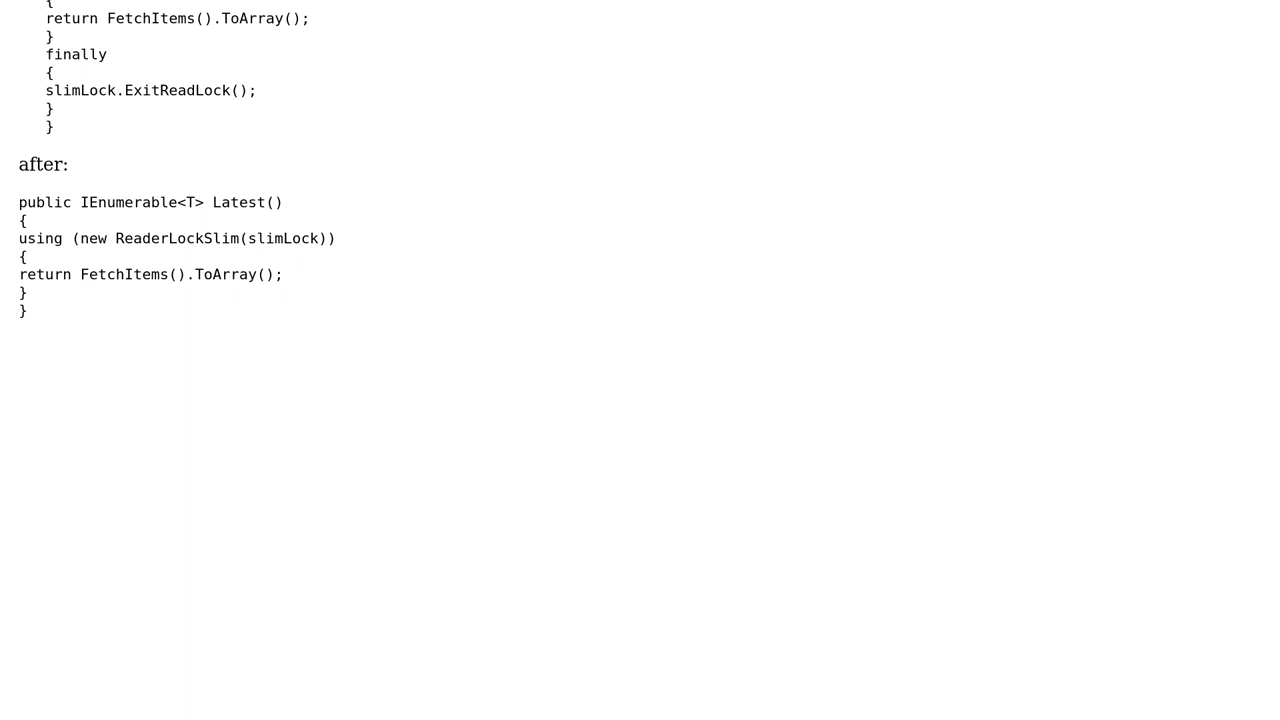 {
return FetchItems().ToArray();
}
finally
{
slimLock.ExitReadLock();
}
}
after:
public IEnumerable<T> Latest()
{
using (new ReaderLockSlim(slimLock))
{
return FetchItems().ToArray();
}
}